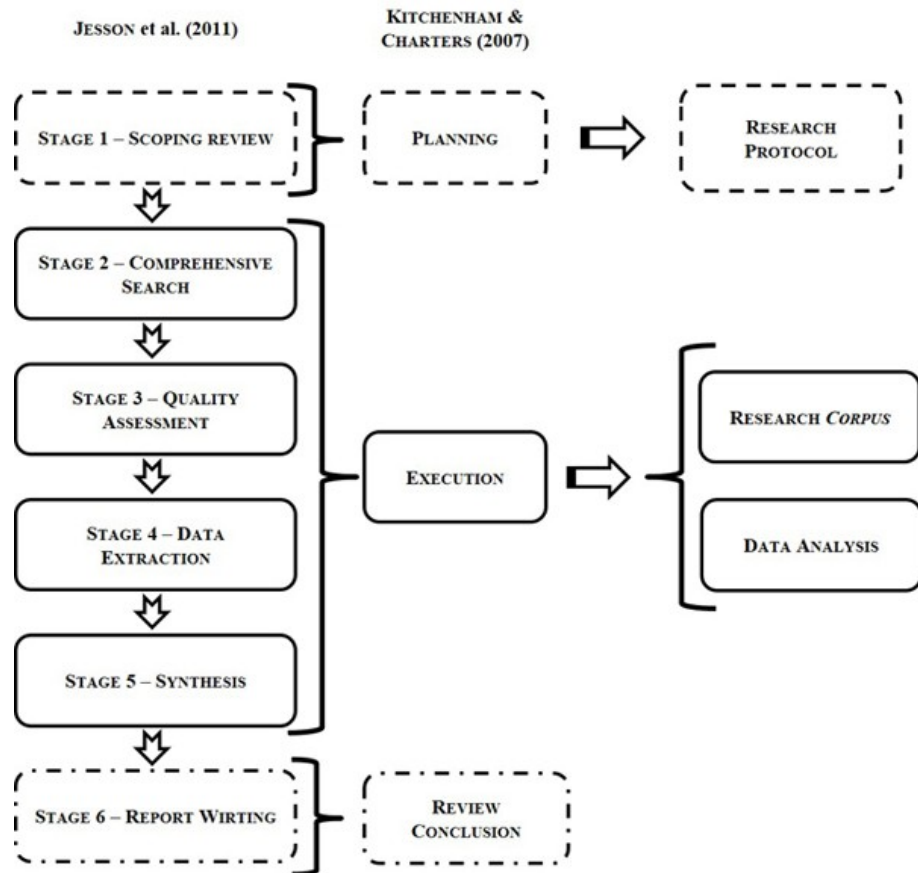 JESSON et al. (2011)
KITCHENHAM &
CHARTERS (2007)
STAGE 1 – SCOPING REVIEW
PLANNING
RESEARCH
PROTOCOL
STAGE 2 – COMPREHENSIVE
SEARCH
STAGE 3 – QUALITY
ASSESSMENT
RESEARCH CORPUS
EXECUTION
STAGE 4 – DATA
EXTRACTION
DATA ANALYSIS
STAGE 5 – SYNTHESIS
STAGE 6 – REPORT WIRTING
REVIEW
CONCLUSION